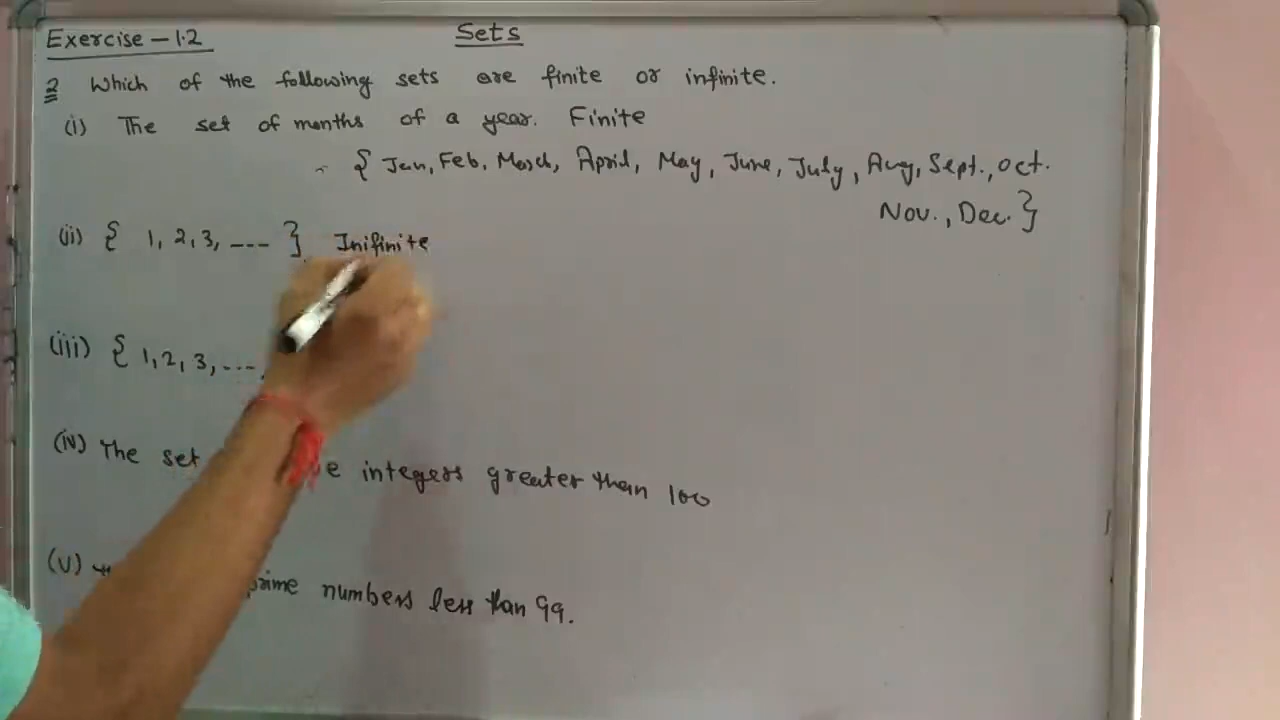 Exercise – 1.2
Sets
2 Which of the following sets are finite or infinite.
(i) The set of months of a year. Finite
{ Jan, Feb, March, April, May, June, July, Aug, Sept., Oct.
Nov., Dec. }
(ii) { 1, 2, 3, ---- } Inifinite
(iii) { 1, 2, 3, ----
(iv) The set integers greater than 100
(v) prime numbers less than 99.